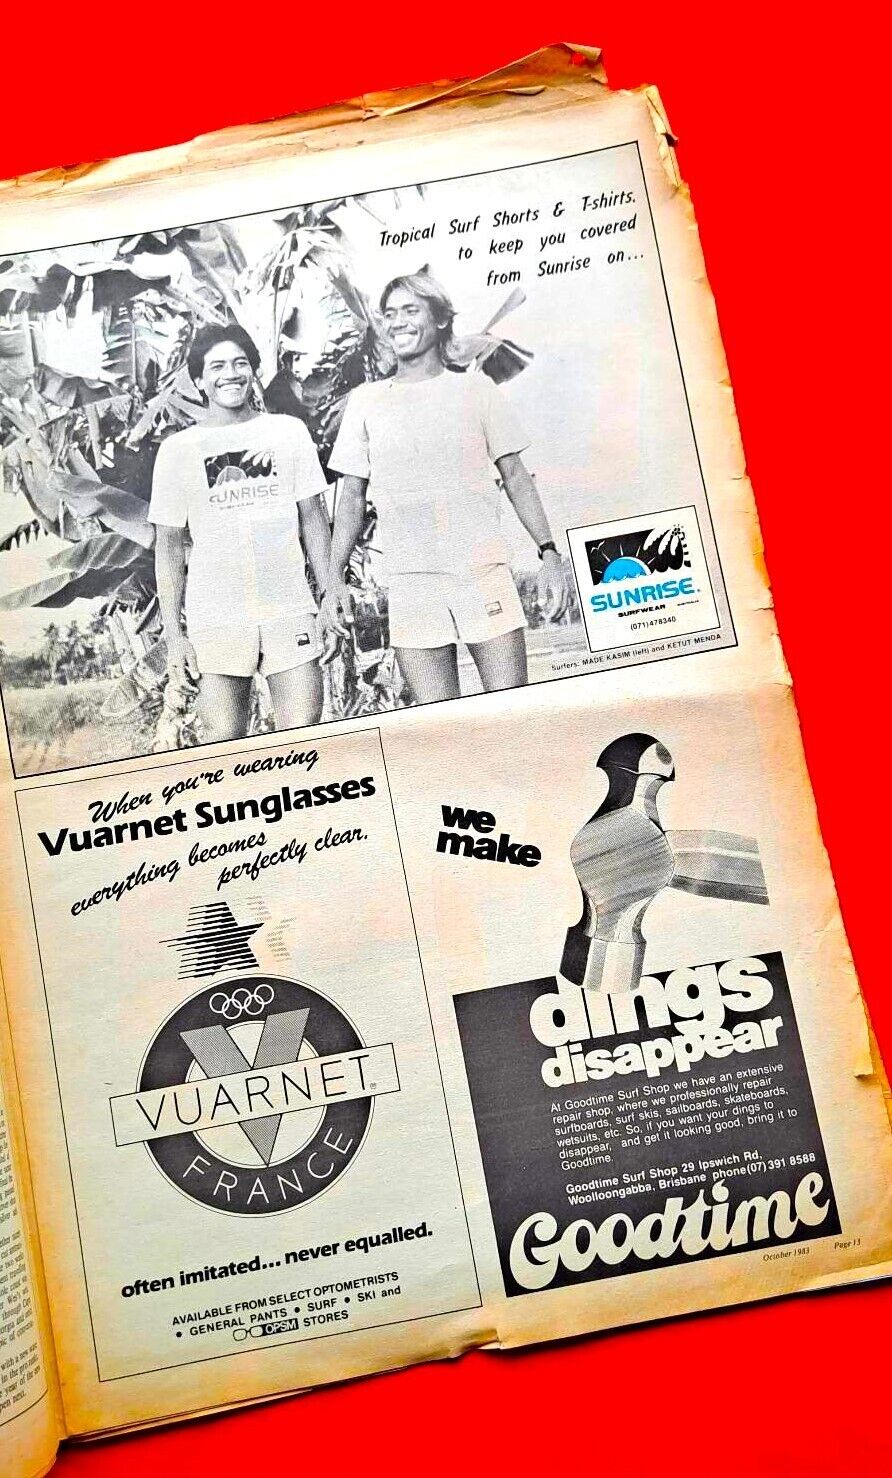 Tropical Surf Shorts & T-shirts.
to keep you covered
from Sunrise on...
SUNRISE
SUNRISE
SURFWEAR AUSTRALIA
(071)478340
Surfers: MADE KASIM (left) and KETUT MENDA
When you're wearing
Vuarnet Sunglasses
everything becomes
perfectly clear.
VUARNET
FRANCE
often imitated... never equalled.
AVAILABLE FROM SELECT OPTOMETRISTS
• GENERAL PANTS • SURF • SKI and
OPSM STORES
we
make
dings
disappear
At Goodtime Surf Shop we have an extensive
repair shop, where we professionally repair
surfboards, surf skis, sailboards, skateboards,
wetsuits, etc. So, if you want your dings to
disappear, and get it looking good, bring it to
Goodtime.
Goodtime Surf Shop 29 Ipswich Rd,
Woolloongabba, Brisbane phone (07) 391 8588
Goodtime
October 1983 Page 13